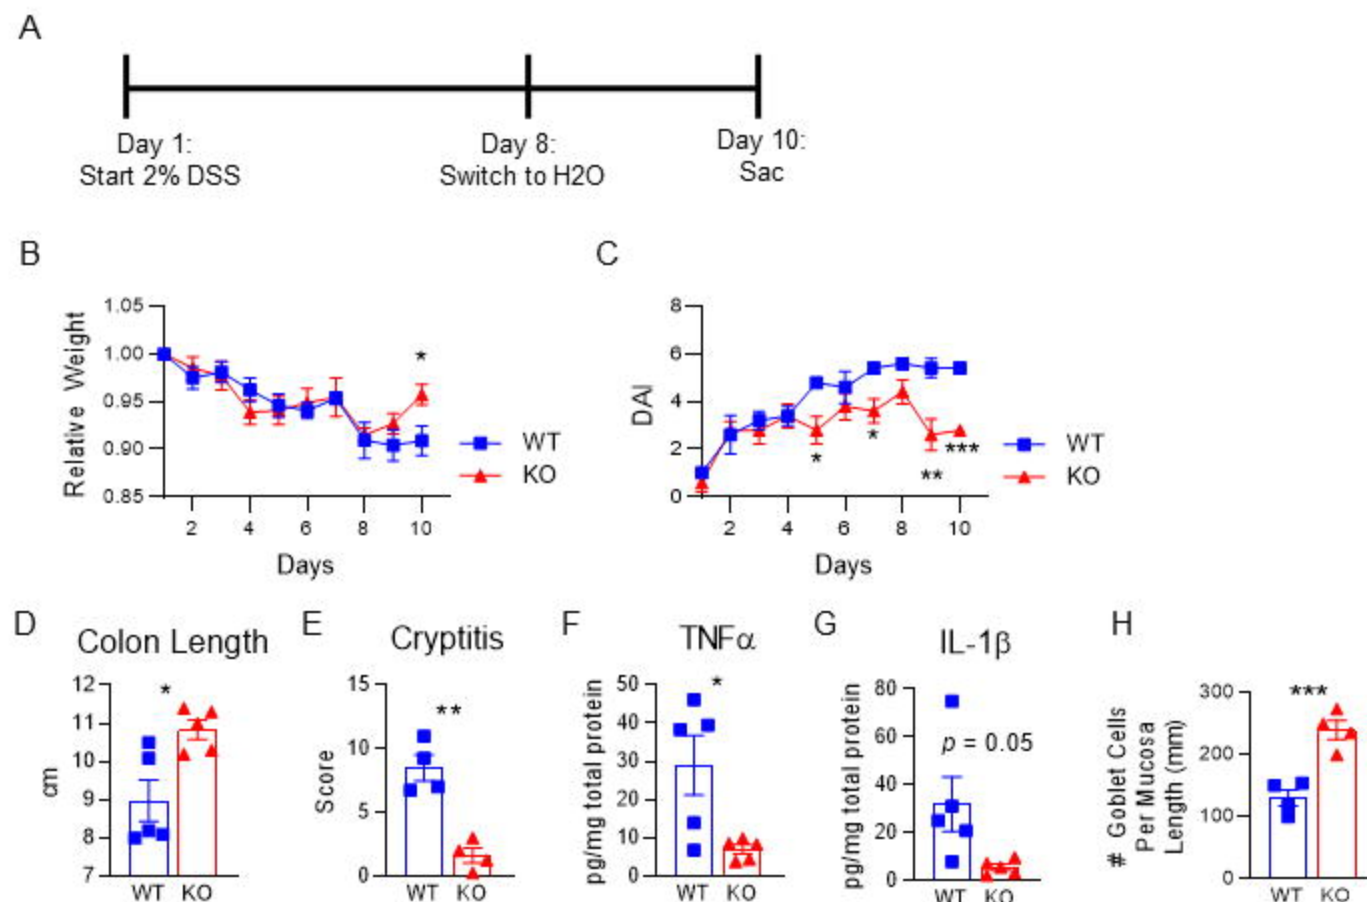 A
Day 1:
Start 2% DSS
Day 8:
Switch to H2O
Day 10:
Sac
B
Relative Weight
1.05
1.00
0.95
0.90
0.85
*
2 4 6 8 10
Days
WT
KO
C
DAI
8
6
4
2
0
*
*
**
***
2 4 6 8 10
Days
WT
KO
D
Colon Length
cm
12
11
10
9
8
7
*
WT KO
E
Cryptitis
Score
15
10
5
0
**
WT KO
F
TNFα
pg/mg total protein
50
40
30
20
10
0
*
WT KO
G
IL-1β
pg/mg total protein
80
60
40
20
0
p = 0.05
WT KO
H
# Goblet Cells
Per Mucosa
Length (mm)
300
200
100
0
***
WT KO